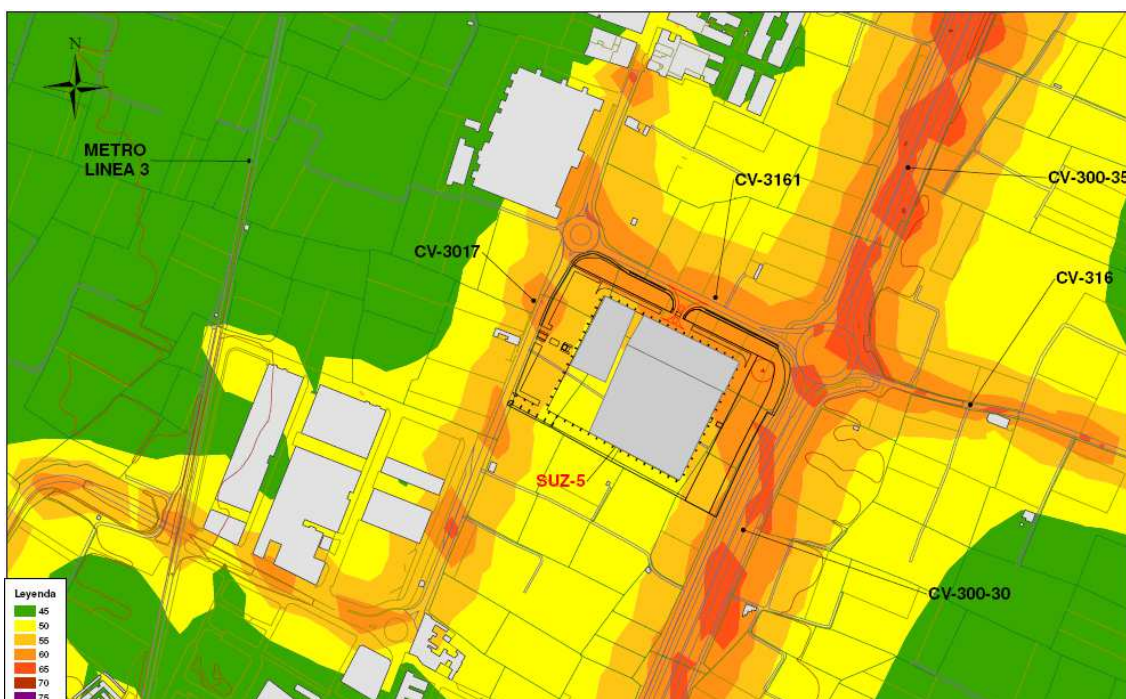 N
METRO
LINEA 3
CV-300-35
CV-3161
CV-3017
CV-316
SUZ-5
CV-300-30
Leyenda
45
50
55
60
65
70
75